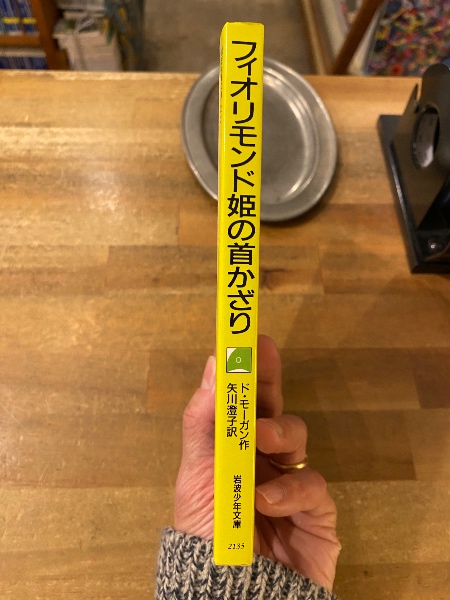 フィオリモンド姫の首かざり
ド・モーガン作
矢川澄子訳
岩波少年文庫
2135